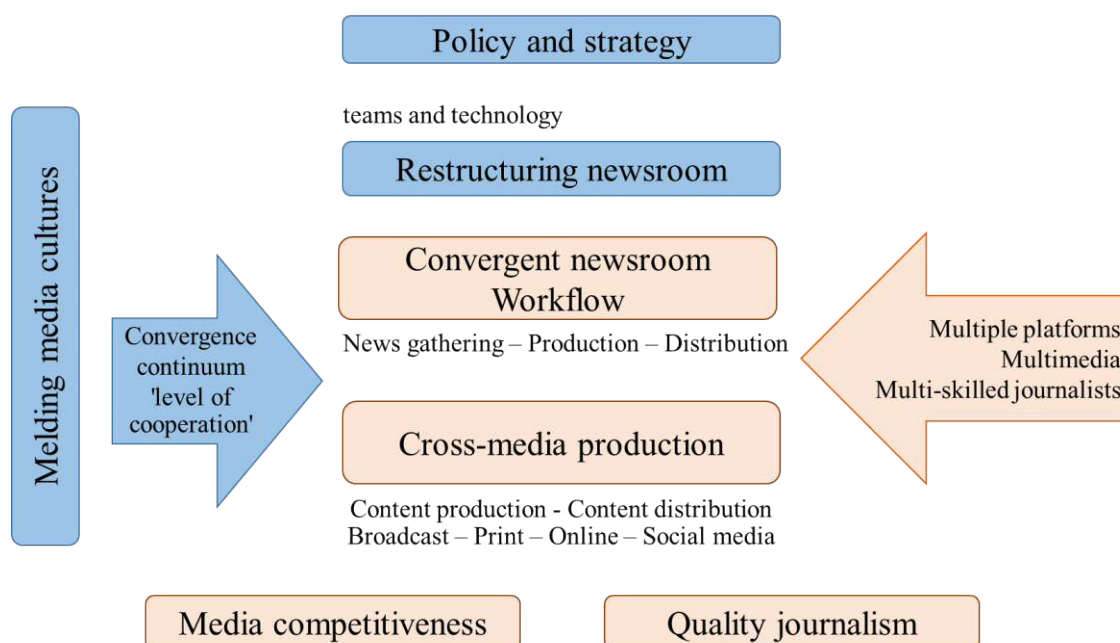 Policy and strategy
teams and technology
Restructuring newsroom
Melding media cultures
Convergence
continuum
'level of
cooperation'
Convergent newsroom
Workflow
News gathering – Production – Distribution
Multiple platforms
Multimedia
Multi-skilled journalists
Cross-media production
Content production - Content distribution
Broadcast – Print – Online – Social media
Media competitiveness
Quality journalism